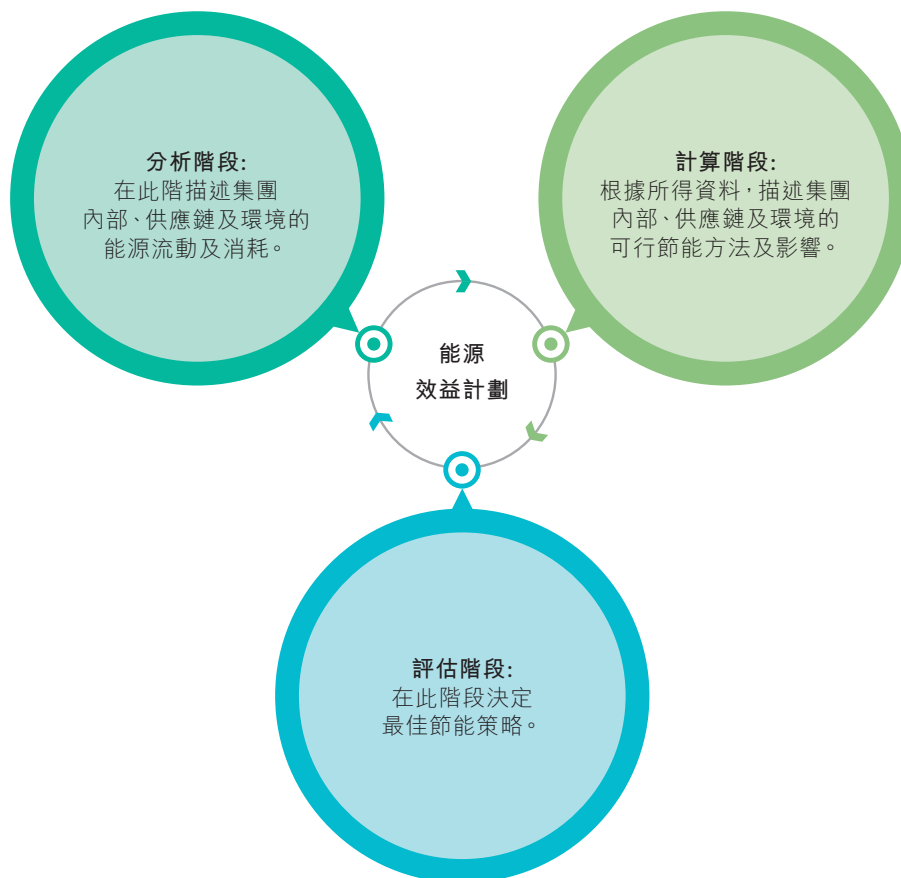 分析階段:
在此階描述集團
內部、供應鏈及環境的
能源流動及消耗。
計算階段:
根據所得資料，描述集團
內部、供應鏈及環境的
可行節能方法及影響。
能源
效益計劃
評估階段:
在此階段決定
最佳節能策略。